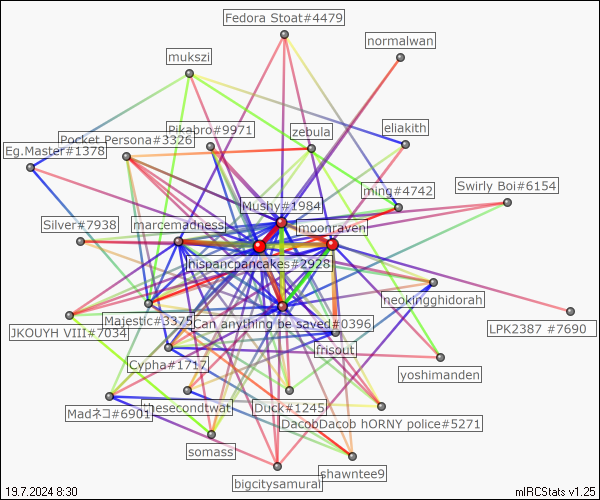 Fedora Stoat#4479
normalwan
mukszi
Pikabro#9971
zebula
eliakith
Pocket Persona#3326
Eg.Master#1378
ming#4742
Swirly Boi#6154
Mushy#1984
Silver#7938
marcemadness
moonraven
hispancpancakes#2928
neokingghidorah
Majestic#3375
Can anything be saved#0396
LPK2387 #7690
JKOUYH VIII#7034
frisout
Cypha#1717
yoshimanden
Madネコ#6901
thesecondtwat
Duck#1245
DacobDacob hORNY police#5271
somass
shawntee9
bigcitysamurai
19.7.2024 8:30
mIRCStats v1.25